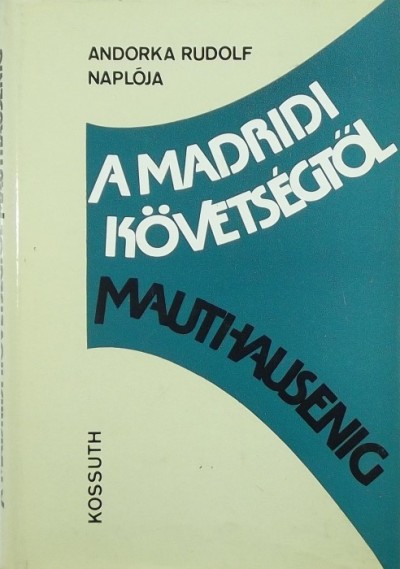 ANDORKA RUDOLF
NAPLÓJA
A MADRIDI
KÖVETSÉGTŐL
MAUTHAUSENIG
KOSSUTH